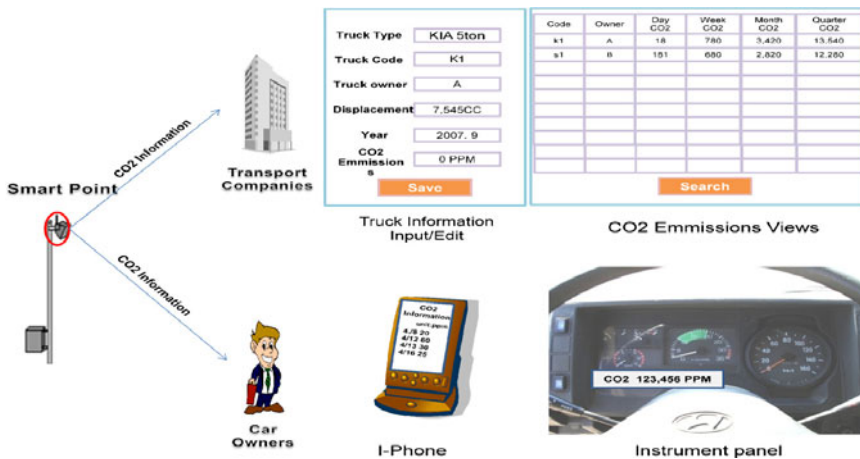 Smart Point
CO2 Information
CO2 Information
Transport
Companies
Car
Owners
Truck Type KIA 5ton
Truck Code K1
Truck owner A
Displacement 7,545CC
Year 2007. 9
CO2
Emmission
s
0 PPM
Save
Truck Information
Input/Edit
Code Owner Day CO2 Week CO2 Month CO2 Quarter CO2
k1 A 18 780 3,420 13,540
s1 B 151 680 2,820 12,280
Search
CO2 Emmissions Views
CO2
Information
unit:ppm
4/12 60
4/13 30
4/16 25
I-Phone
CO2 123,456 PPM
Instrument panel